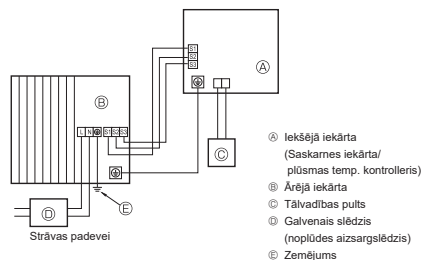 S1
S2
S3
Ⓐ
Ⓑ
L N S1 S2 S3
Ⓒ
Ⓓ
Ⓔ
Strāvas padevei
Ⓐ Iekšējā iekārta
(Saskarnes iekārta/
plūsmas temp. kontrolleris)
Ⓑ Ārējā iekārta
Ⓒ Tālvadības pults
Ⓓ Galvenais slēdzis
(noplūdes aizsargslēdzis)
Ⓔ Zemējums